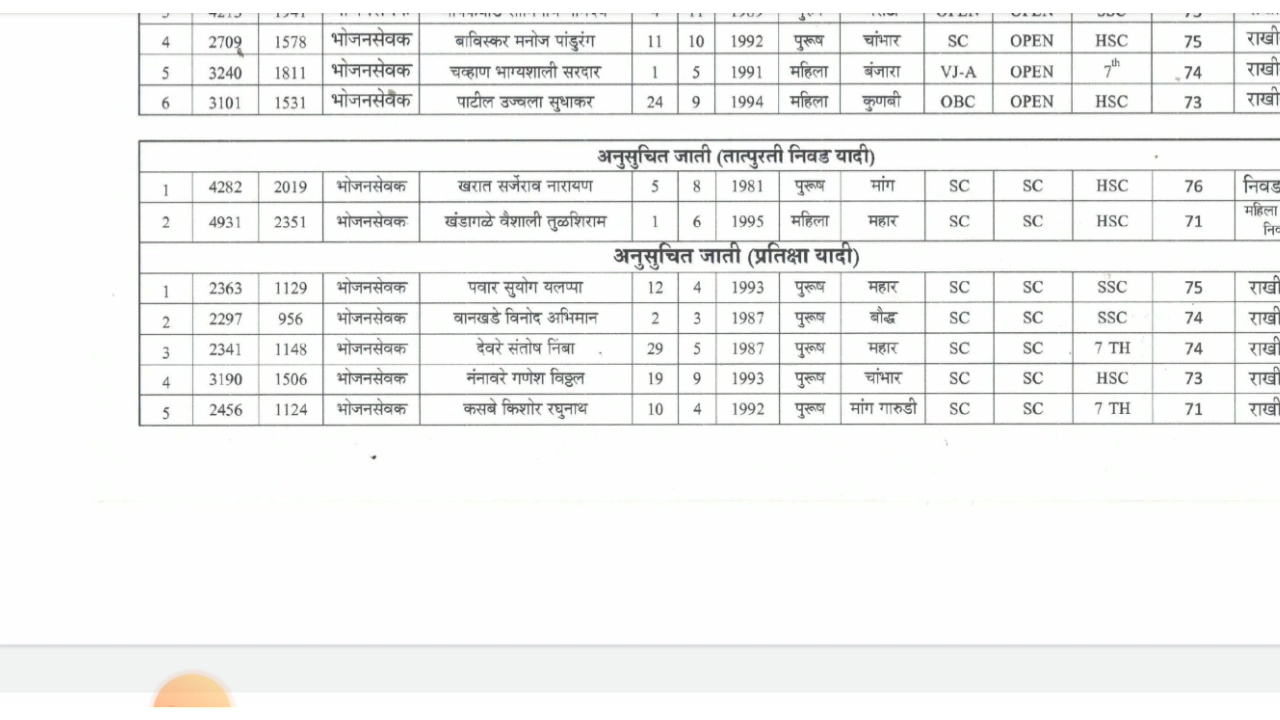 4 2709 1578 भोजनसेवक बाविस्कर मनोज पांडुरंग 11 10 1992 पुरूष चांभार SC OPEN HSC 75 राखी
5 3240 1811 भोजनसेवक चव्हाण भाग्यशाली सरदार 1 5 1991 महिला बंजारा VJ-A OPEN 7th 74 राखी
6 3101 1531 भोजनसेवक पाटील उज्वला सुधाकर 24 9 1994 महिला कुणबी OBC OPEN HSC 73 राखी
अनुसुचित जाती (तात्पुरती निवड यादी)
1 4282 2019 भोजनसेवक खरात सर्जेराव नारायण 5 8 1981 पुरूष मांग SC SC HSC 76 निवड
2 4931 2351 भोजनसेवक खंडागळे वैशाली तुळशिराम 1 6 1995 महिला महार SC SC HSC 71 महिला
निव
अनुसुचित जाती (प्रतिक्षा यादी)
1 2363 1129 भोजनसेवक पवार सुयोग यलप्पा 12 4 1993 पुरूष महार SC SC SSC 75 राखी
2 2297 956 भोजनसेवक वानखडे विनोद अभिमान 2 3 1987 पुरूष बौद्ध SC SC SSC 74 राखी
3 2341 1148 भोजनसेवक देवरे संतोष निंबा 29 5 1987 पुरूष महार SC SC 7 TH 74 राखी
4 3190 1506 भोजनसेवक नंनावरे गणेश विठ्ठल 19 9 1993 पुरूष चांभार SC SC HSC 73 राखी
5 2456 1124 भोजनसेवक कसबे किशोर रघुनाथ 10 4 1992 पुरूष मांग गारुडी SC SC 7 TH 71 राखी